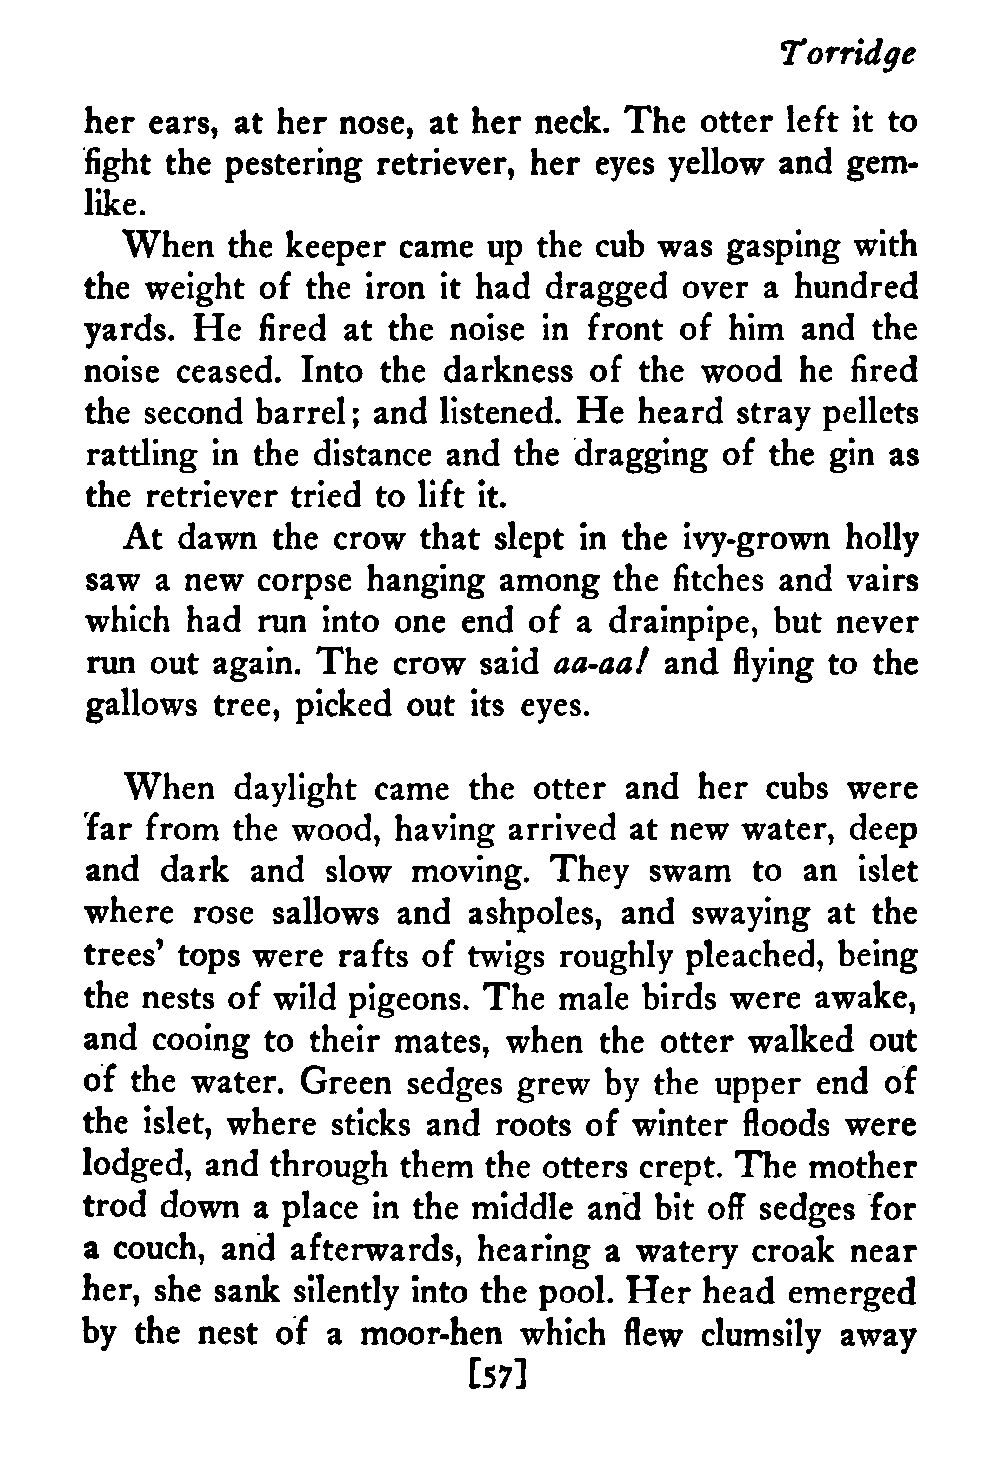 Torridge
her ears, at her nose, at her neck. The otter left it to
fight the pestering retriever, her eyes yellow and gem-
like.
When the keeper came up the cub was gasping with
the weight of the iron it had dragged over a hundred
yards. He fired at the noise in front of him and the
noise ceased. Into the darkness of the wood he fired
the second barrel; and listened. He heard stray pellets
rattling in the distance and the dragging of the gin as
the retriever tried to lift it.
At dawn the crow that slept in the ivy-grown holly
saw a new corpse hanging among the fitches and vairs
which had run into one end of a drainpipe, but never
run out again. The crow said aa-aa! and flying to the
gallows tree, picked out its eyes.
When daylight came the otter and her cubs were
far from the wood, having arrived at new water, deep
and dark and slow moving. They swam to an islet
where rose sallows and ashpoles, and swaying at the
trees' tops were rafts of twigs roughly pleached, being
the nests of wild pigeons. The male birds were awake,
and cooing to their mates, when the otter walked out
of the water. Green sedges grew by the upper end of
the islet, where sticks and roots of winter floods were
lodged, and through them the otters crept. The mother
trod down a place in the middle and bit off sedges for
a couch, and afterwards, hearing a watery croak near
her, she sank silently into the pool. Her head emerged
by the nest of a moor-hen which flew clumsily away
[57]